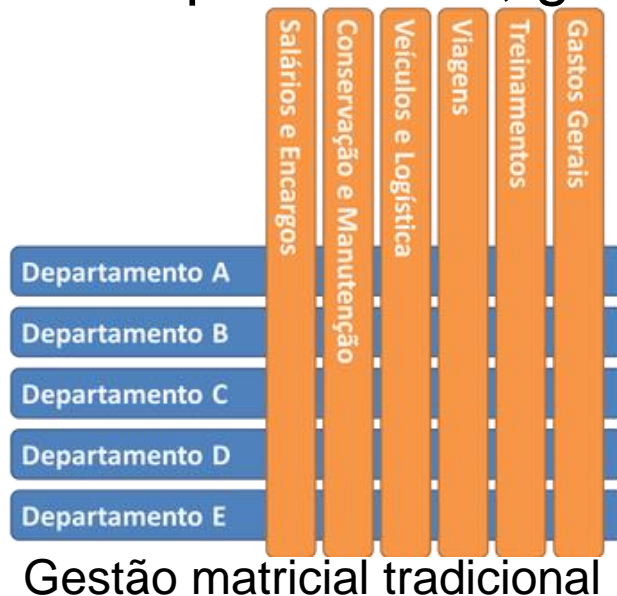 Salários e Encargos
Conservação e Manutenção
Veículos e Logística
Viagens
Treinamentos
Gastos Gerais
Departamento A
Departamento B
Departamento C
Departamento D
Departamento E
Gestão matricial tradicional